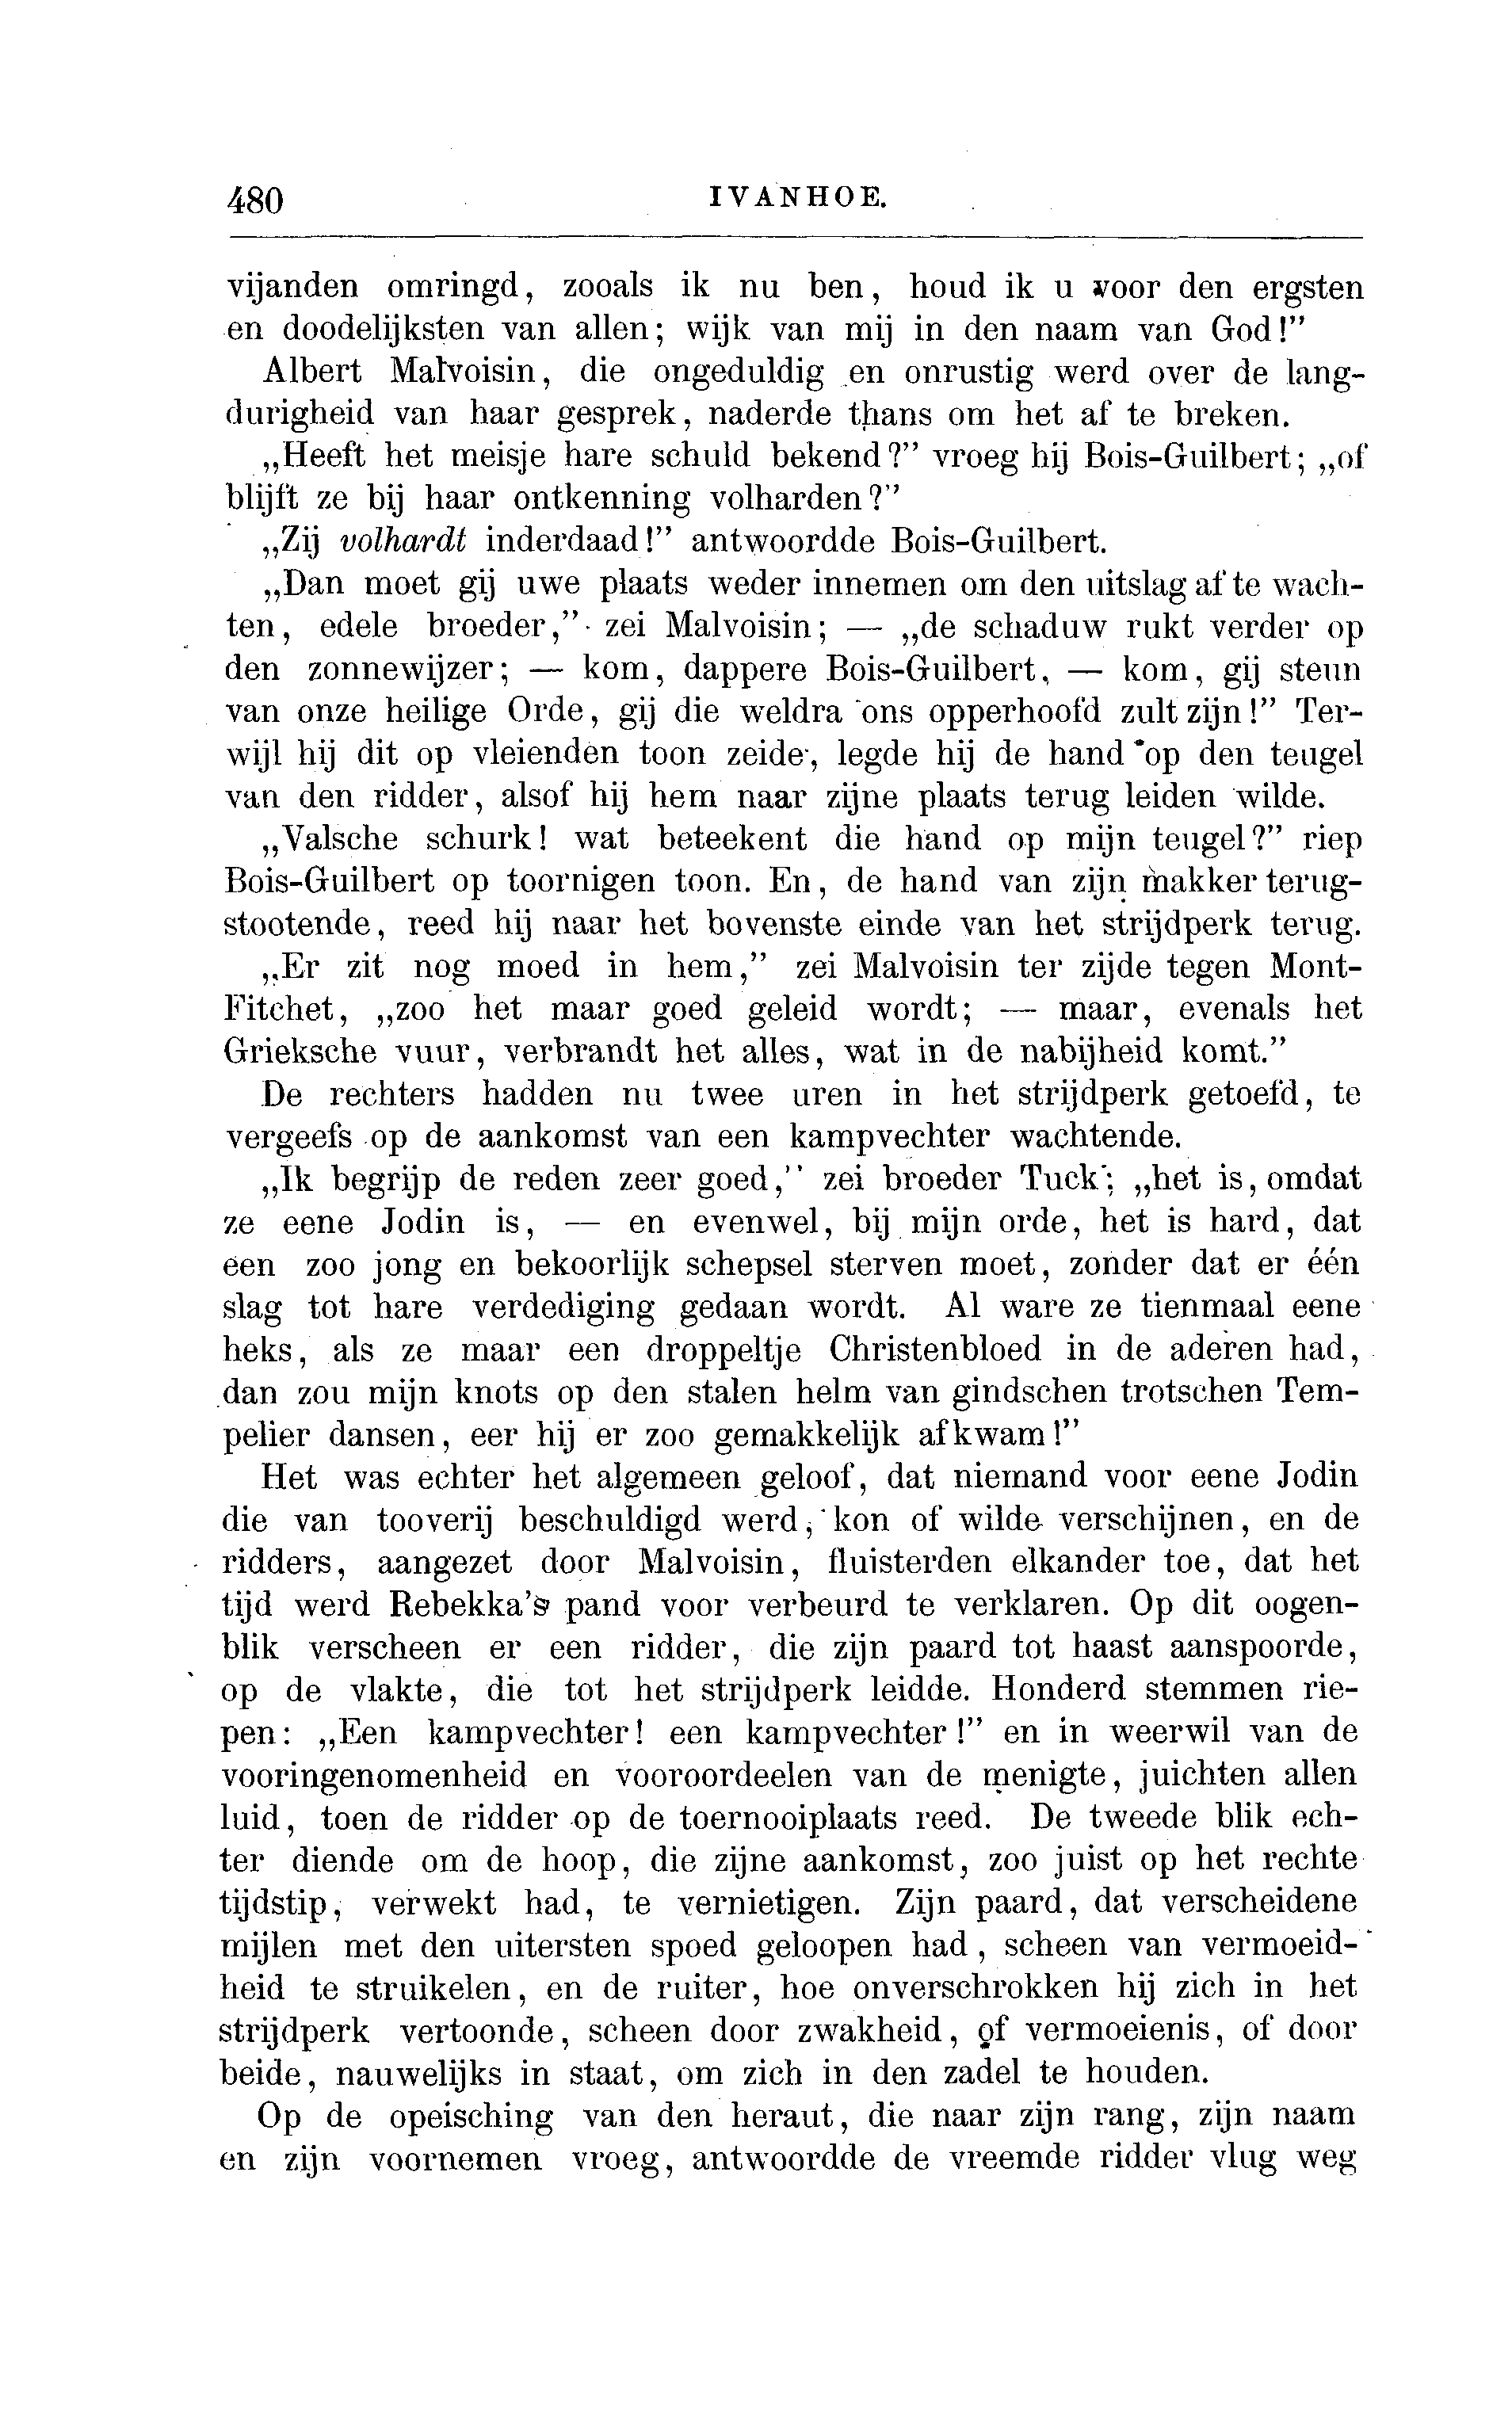 480 IVANHOE.
vijanden omringd, zooals ik nu ben, houd ik u voor den ergsten
en doodelijksten van allen; wijk van mij in den naam van God!”
Albert Malvoisin, die ongeduldig en onrustig werd over de lang-
durigheid van haar gesprek, naderde thans om het af te breken.
„Heeft het meisje hare schuld bekend?” vroeg hij Bois-Guilbert; „of
blijft ze bij haar ontkenning volharden?”
„Zij volhardt inderdaad!” antwoordde Bois-Guilbert.
„Dan moet gij uwe plaats weder innemen om den uitslag af te wach-
ten, edele broeder,” zei Malvoisin; — „de schaduw rukt verder op
den zonnewijzer; — kom, dappere Bois-Guilbert, — kom, gij steun
van onze heilige Orde, gij die weldra ons opperhoofd zult zijn!” Ter-
wijl hij dit op vleienden toon zeide, legde hij de hand op den teugel
van den ridder, alsof hij hem naar zijne plaats terug leiden wilde.
„Valsche schurk! wat beteekent die hand op mijn teugel?” riep
Bois-Guilbert op toornigen toon. En, de hand van zijn makker terug-
stootende, reed hij naar het bovenste einde van het strijdperk terug.
„Er zit nog moed in hem,” zei Malvoisin ter zijde tegen Mont-
Fitchet, „zoo het maar goed geleid wordt; — maar, evenals het
Grieksche vuur, verbrandt het alles, wat in de nabijheid komt.”
De rechters hadden nu twee uren in het strijdperk getoefd, te
vergeefs op de aankomst van een kampvechter wachtende.
„Ik begrijp de reden zeer goed,” zei broeder Tuck; „het is, omdat
ze eene Jodin is, — en evenwel, bij mijn orde, het is hard, dat
een zoo jong en bekoorlijk schepsel sterven moet, zonder dat er één
slag tot hare verdediging gedaan wordt. Al ware ze tienmaal eene
heks, als ze maar een droppeltje Christenbloed in de aderen had,
dan zou mijn knots op den stalen helm van gindschen trotschen Tem-
pelier dansen, eer hij er zoo gemakkelijk afkwam!”
Het was echter het algemeen geloof, dat niemand voor eene Jodin
die van tooverij beschuldigd werd, kon of wilde verschijnen, en de
ridders, aangezet door Malvoisin, fluisterden elkander toe, dat het
tijd werd Rebekka’s pand voor verbeurd te verklaren. Op dit oogen-
blik verscheen er een ridder, die zijn paard tot haast aanspoorde,
op de vlakte, die tot het strijdperk leidde. Honderd stemmen rie-
pen: „Een kampvechter! een kampvechter!” en in weerwil van de
vooringenomenheid en vooroordeelen van de menigte, juichten allen
luid, toen de ridder op de toernooiplaats reed. De tweede blik ech-
ter diende om de hoop, die zijne aankomst, zoo juist op het rechte
tijdstip, verwekt had, te vernietigen. Zijn paard, dat verscheidene
mijlen met den uitersten spoed geloopen had, scheen van vermoeid-
heid te struikelen, en de ruiter, hoe onverschrokken hij zich in het
strijdperk vertoonde, scheen door zwakheid, of vermoeienis, of door
beide, nauwelijks in staat, om zich in den zadel te houden.
Op de opeisching van den heraut, die naar zijn rang, zijn naam
en zijn voornemen vroeg, antwoordde de vreemde ridder vlug weg